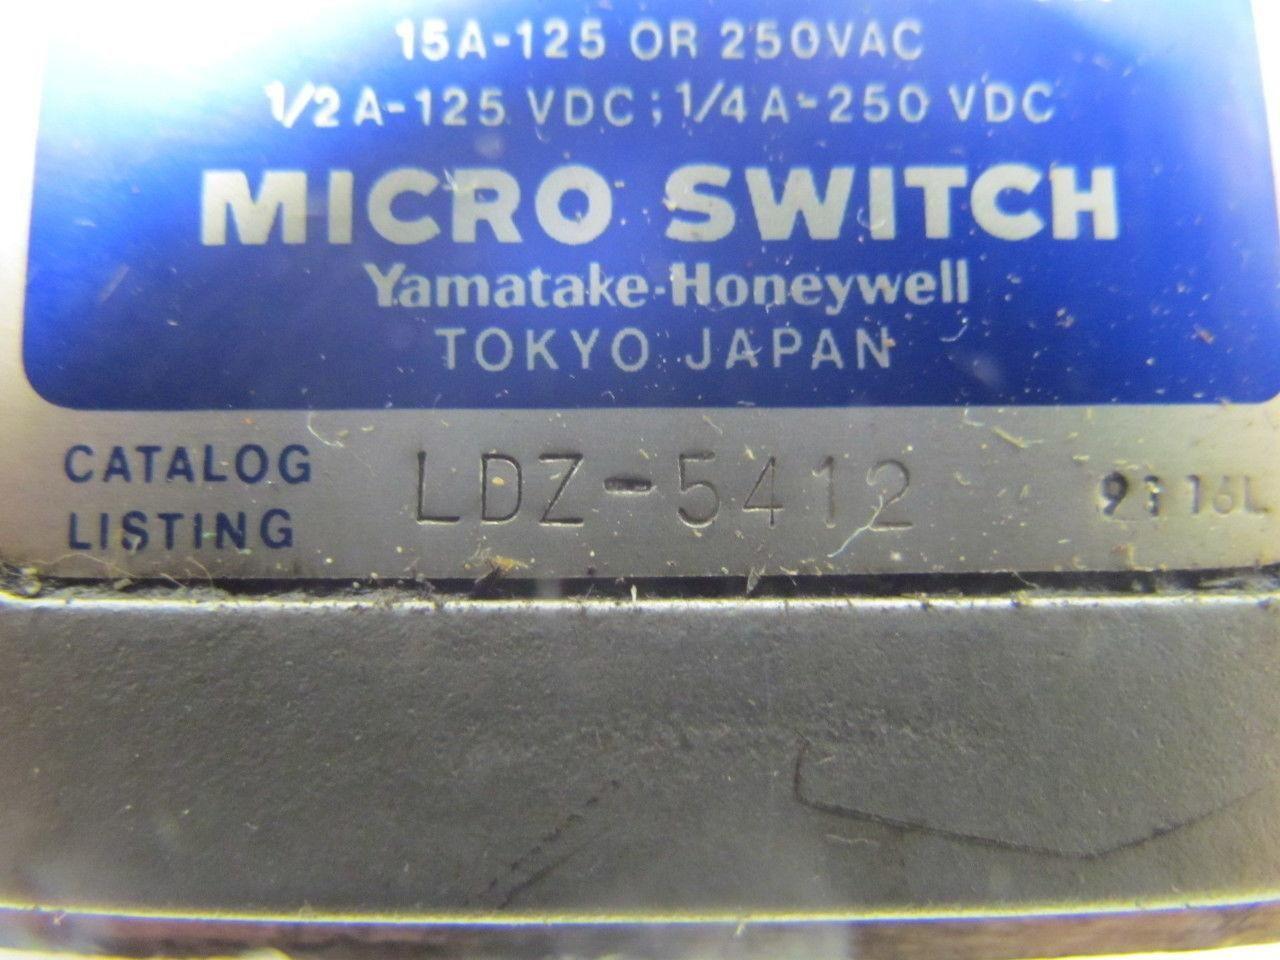 15A-125 OR 250VAC
1/2 A-125 VDC; 1/4 A-250 VDC
MICRO SWITCH
Yamatake-Honeywell
TOKYO JAPAN
CATALOG
LISTING
LDZ-5412